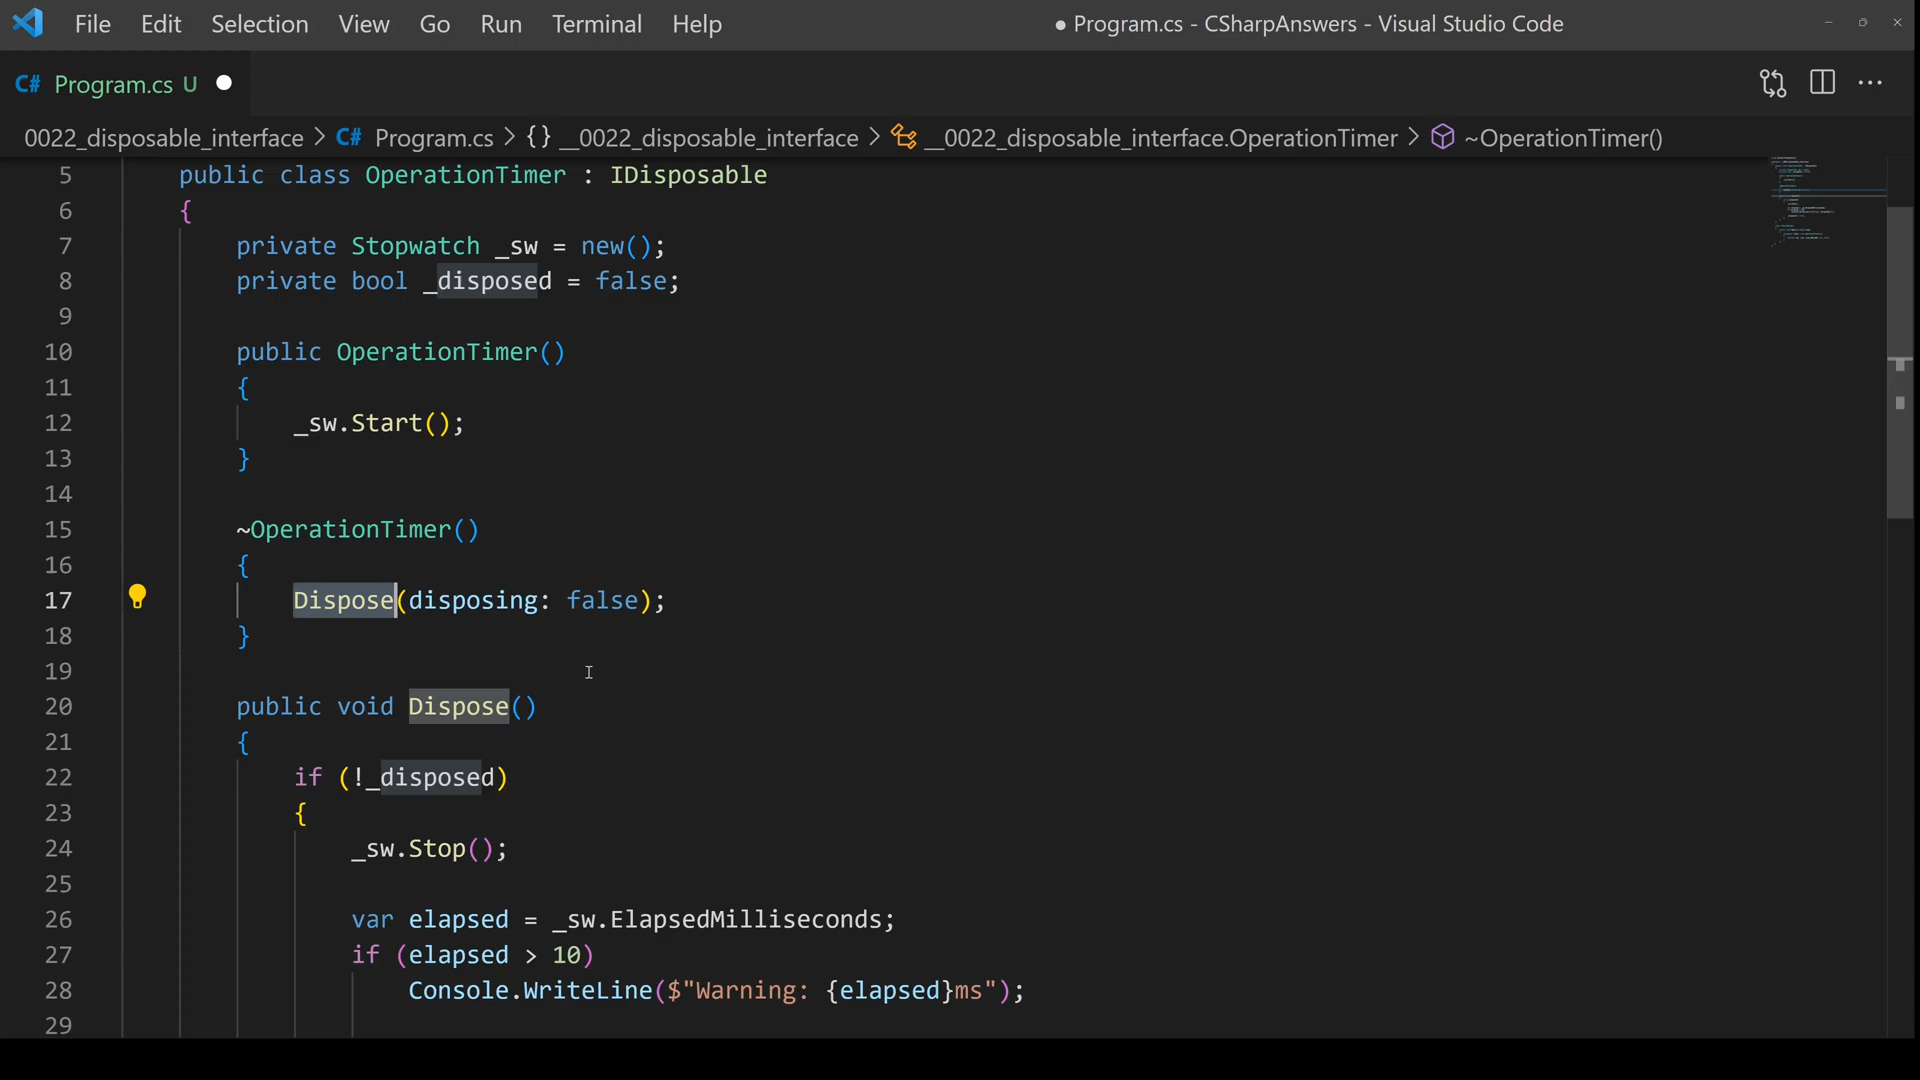 File Edit Selection View Go Run Terminal Help ● Program.cs - CSharpAnswers - Visual Studio Code
C# Program.cs U
0022_disposable_interface > C# Program.cs > {} __0022_disposable_interface > __0022_disposable_interface.OperationTimer > ~OperationTimer()
5 public class OperationTimer : IDisposable
6 {
7 private Stopwatch _sw = new();
8 private bool _disposed = false;
9
10 public OperationTimer()
11 {
12 _sw.Start();
13 }
14
15 ~OperationTimer()
16 {
17 Dispose(disposing: false);
18 }
19
20 public void Dispose()
21 {
22 if (!_disposed)
23 {
24 _sw.Stop();
25
26 var elapsed = _sw.ElapsedMilliseconds;
27 if (elapsed > 10)
28 Console.WriteLine($"Warning: {elapsed}ms");
29